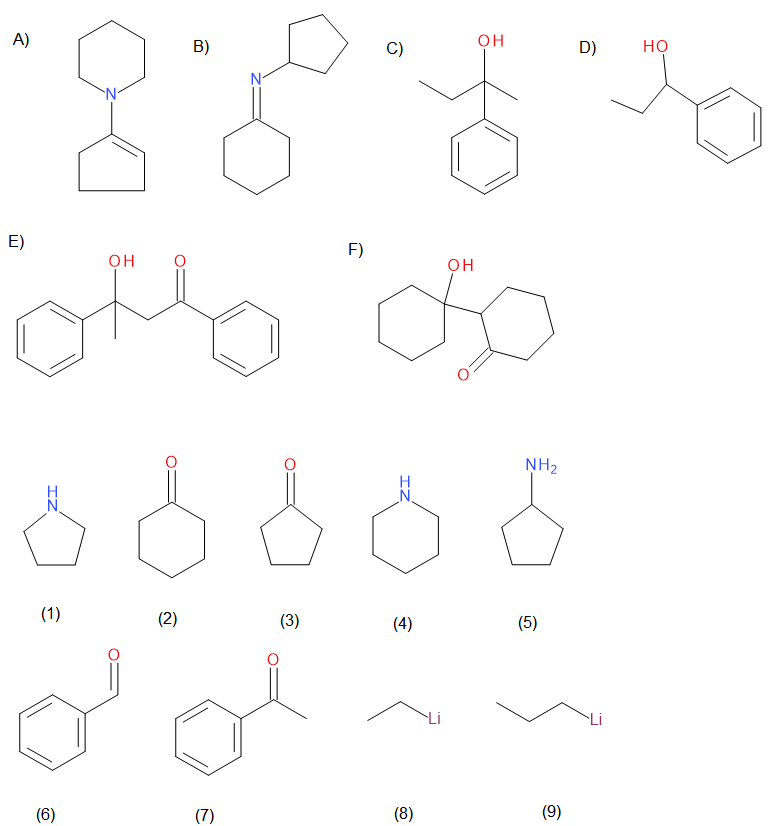 A) B) C) D)
OH HO
N N
E) F)
OH O OH
O
O O H N H N NH2
(1) (2) (3) (4) (5)
O O
Li Li
(6) (7) (8) (9)